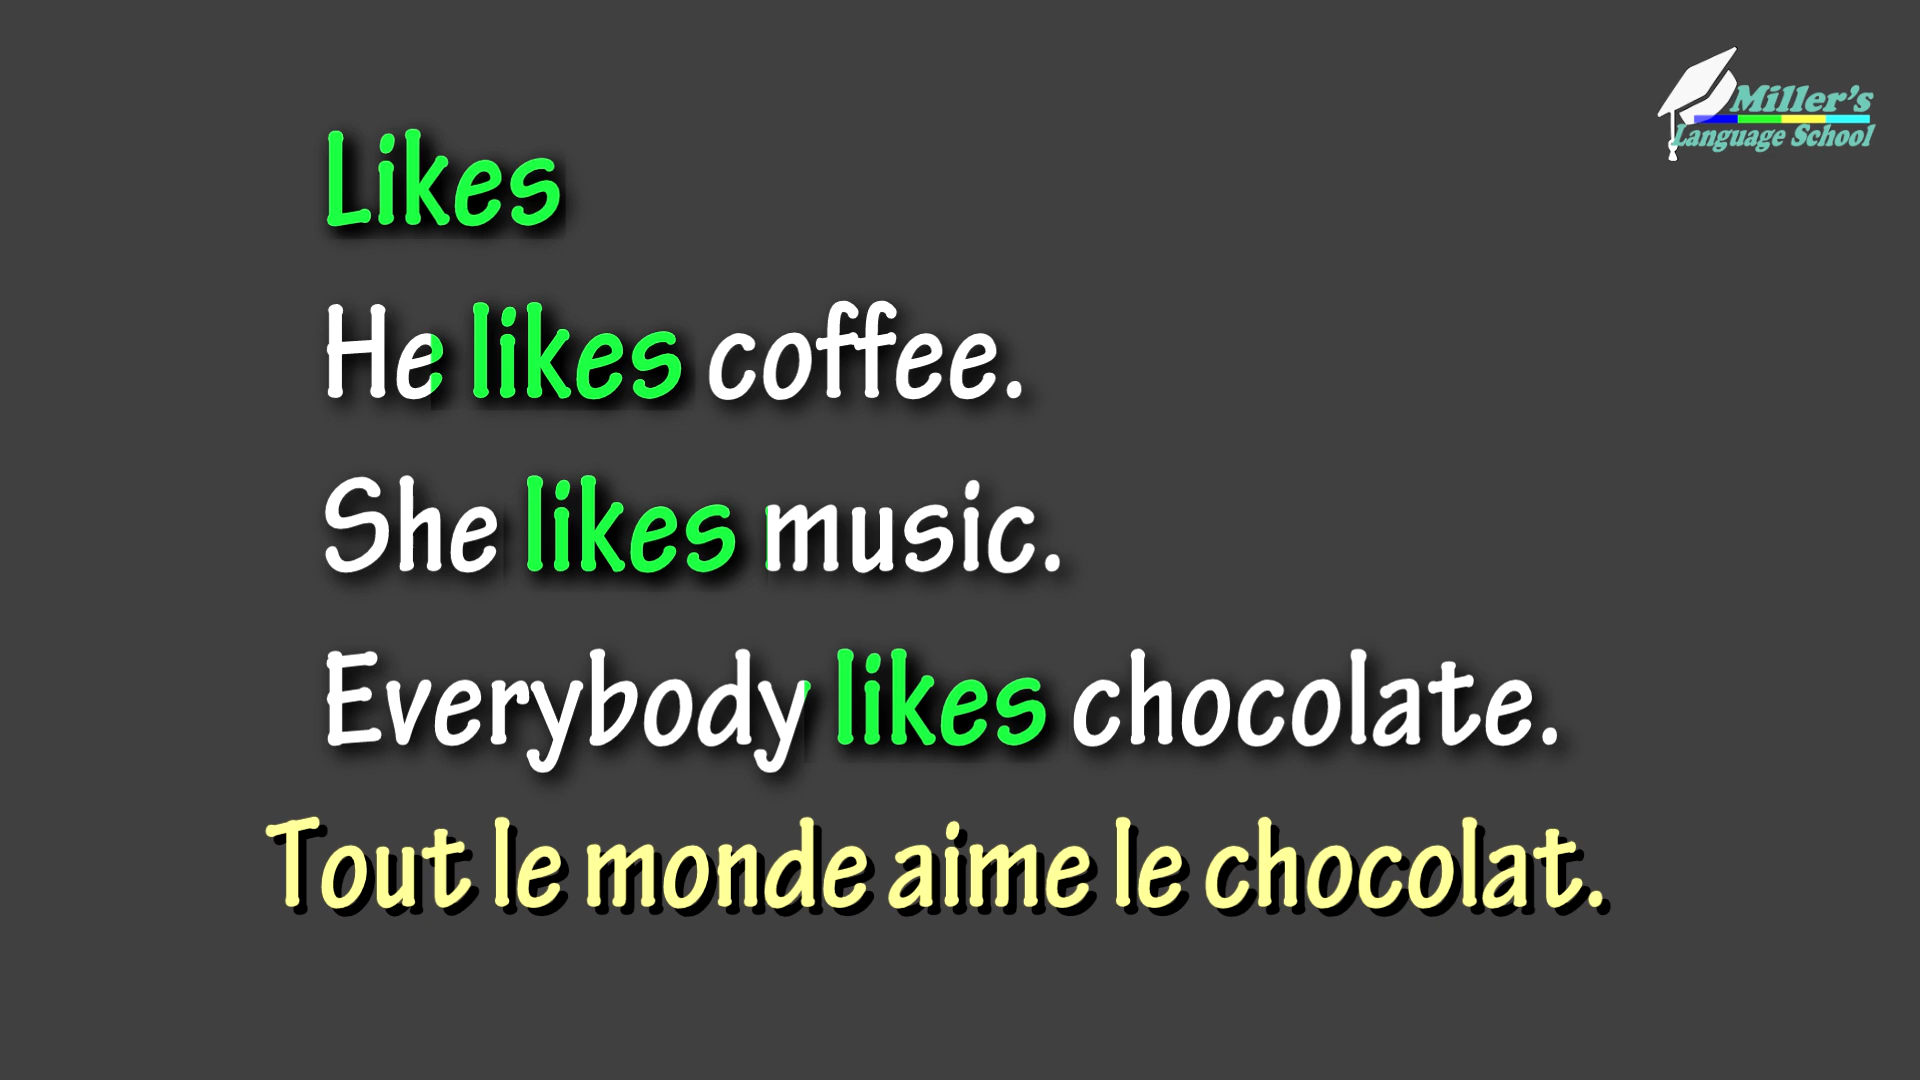 Miller's
Language School
Likes
He likes coffee.
She likes music.
Everybody likes chocolate.
Tout le monde aime le chocolat.